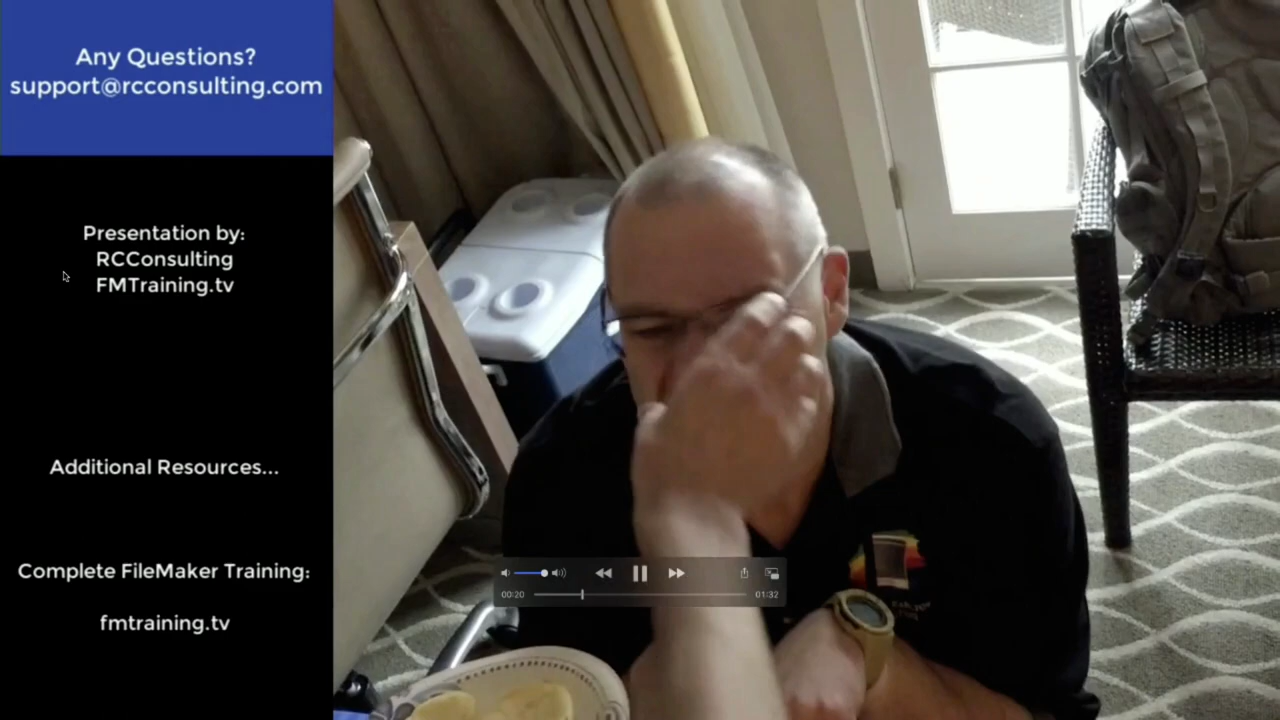 Any Questions?
support@rcconsulting.com
Presentation by:
RCConsulting
FMTraining.tv
Additional Resources...
Complete FileMaker Training:
fmtraining.tv
00:20
01:32